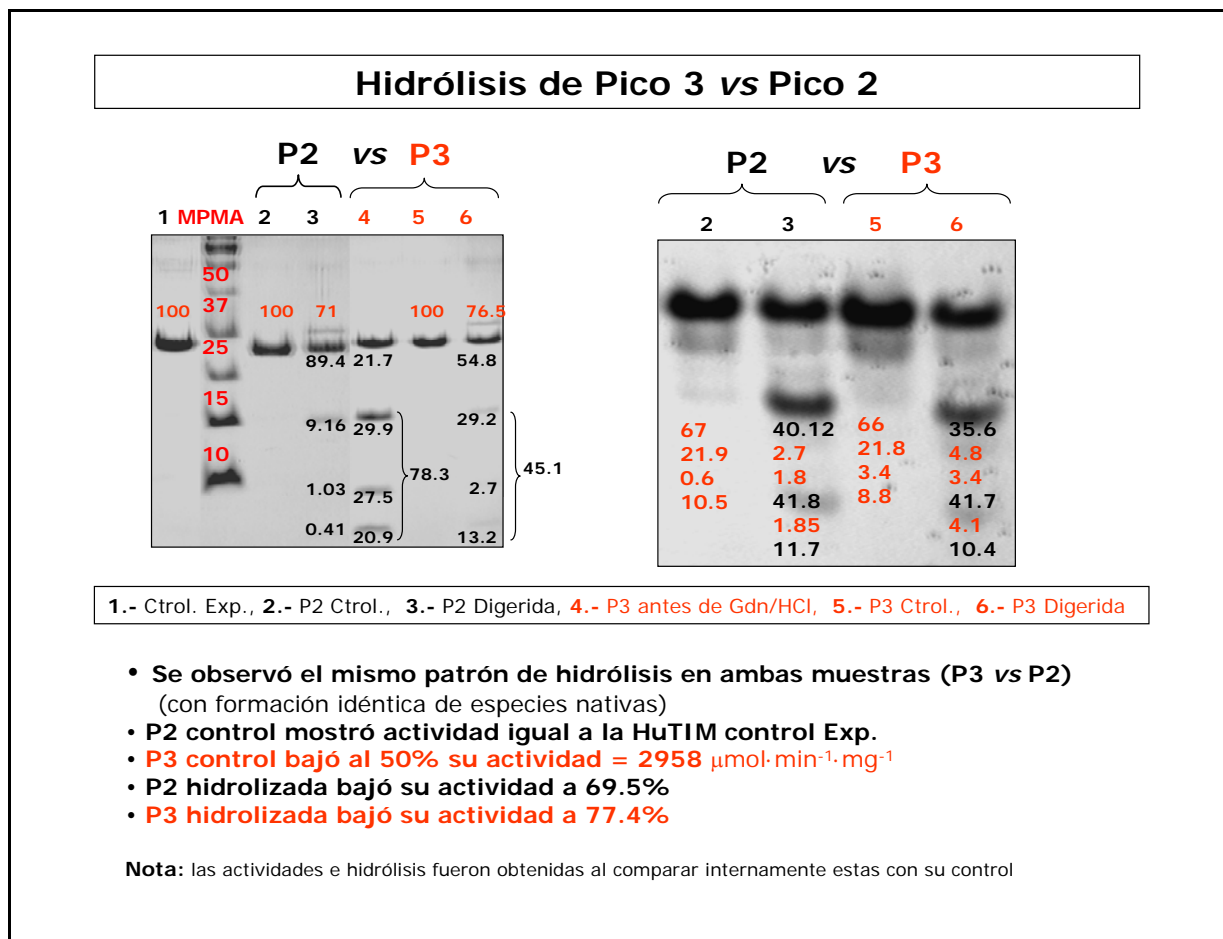 Hidrólisis de Pico 3 vs Pico 2
P2 vs P3
1 MPMA 2 3 4 5 6
50
37
100 100 71 100 76.5
25
89.4 21.7 54.8
15
9.16 29.9 29.2
10
78.3 45.1
1.03 27.5 2.7
0.41 20.9 13.2
P2 vs P3
2 3 5 6
67 40.12 66 35.6
21.9 2.7 21.8 4.8
0.6 1.8 3.4 3.4
10.5 41.8 8.8 41.7
1.85 4.1
11.7 10.4
1.- Ctrol. Exp., 2.- P2 Ctrol., 3.- P2 Digerida, 4.- P3 antes de Gdn/HCl, 5.- P3 Ctrol., 6.- P3 Digerida
• Se observó el mismo patrón de hidrólisis en ambas muestras (P3 vs P2)
(con formación idéntica de especies nativas)
• P2 control mostró actividad igual a la HuTIM control Exp.
• P3 control bajó al 50% su actividad = 2958 μmol·min⁻¹·mg⁻¹
• P2 hidrolizada bajó su actividad a 69.5%
• P3 hidrolizada bajó su actividad a 77.4%
Nota: las actividades e hidrólisis fueron obtenidas al comparar internamente estas con su control